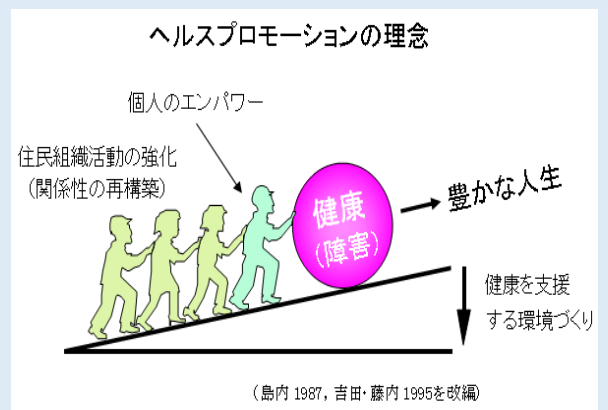 ヘルスプロモーションの理念
個人のエンパワー
住民組織活動の強化
（関係性の再構築）
健康
（障害）
豊かな人生
健康を支援
する環境づくり
（島内 1987, 吉田・藤内 1995を改編）